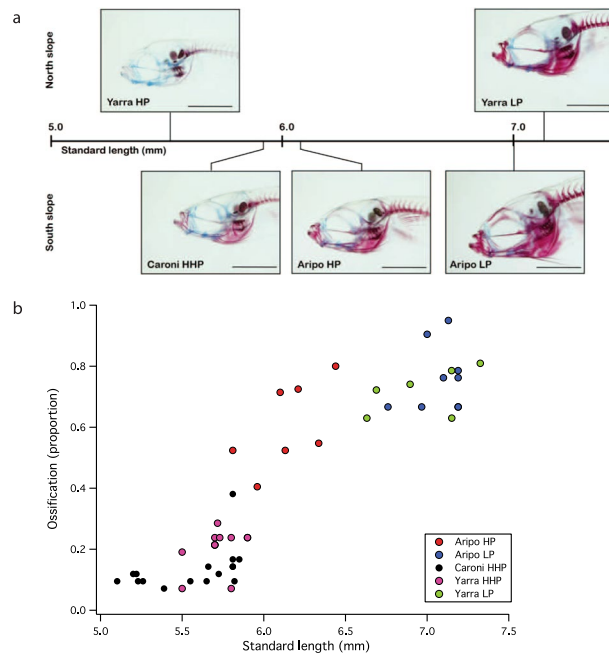 a
North slope
Yarra HP
Yarra LP
5.0
6.0
7.0
Standard length (mm)
South slope
Caroni HHP
Aripo HP
Aripo LP
b
Ossification (proportion)
1.0
0.8
0.6
0.4
0.2
0.0
Aripo HP
Aripo LP
Caroni HHP
Yarra HHP
Yarra LP
5.0 5.5 6.0 6.5 7.0 7.5
Standard length (mm)